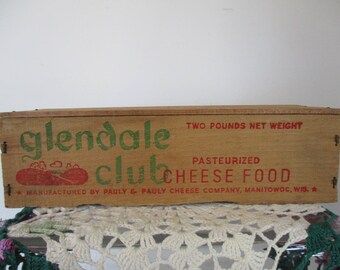 glendale
club
TWO POUNDS NET WEIGHT
PASTEURIZED
CHEESE FOOD
★ MANUFACTURED BY PAULY & PAULY CHEESE COMPANY, MANITOWOC, WIS. ★